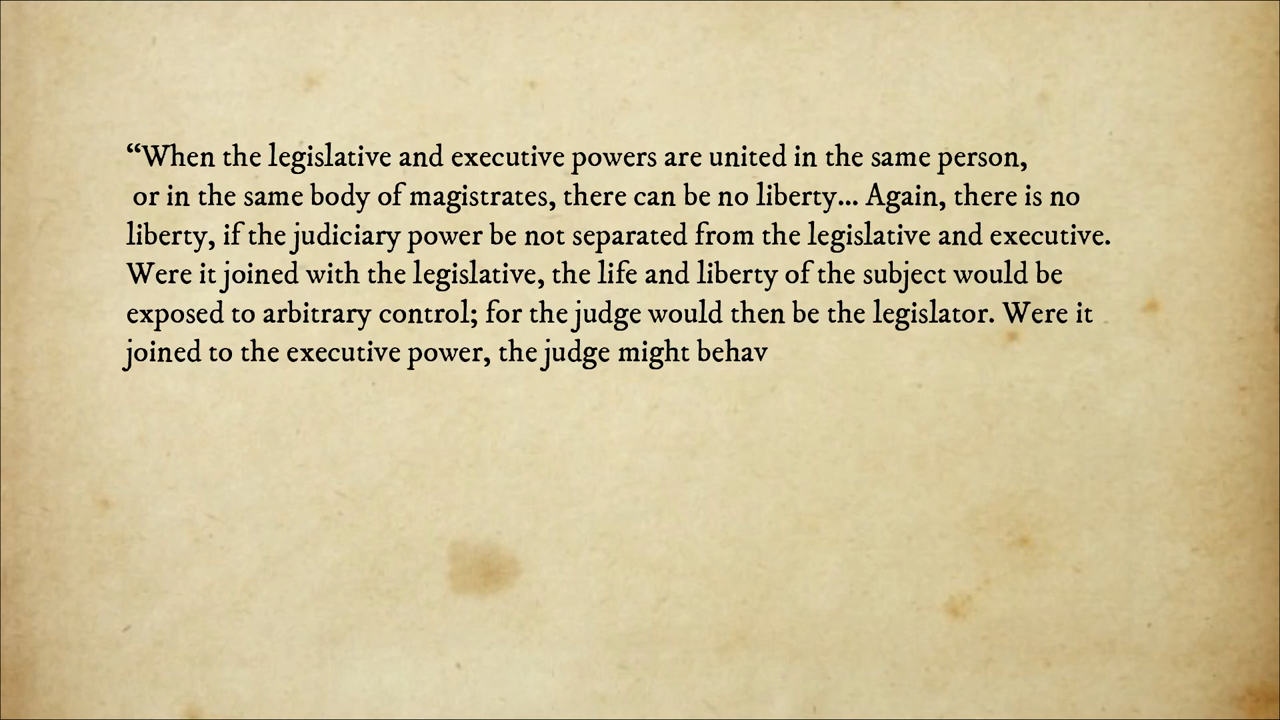 “When the legislative and executive powers are united in the same person,
or in the same body of magistrates, there can be no liberty... Again, there is no
liberty, if the judiciary power be not separated from the legislative and executive.
Were it joined with the legislative, the life and liberty of the subject would be
exposed to arbitrary control; for the judge would then be the legislator. Were it
joined to the executive power, the judge might behav